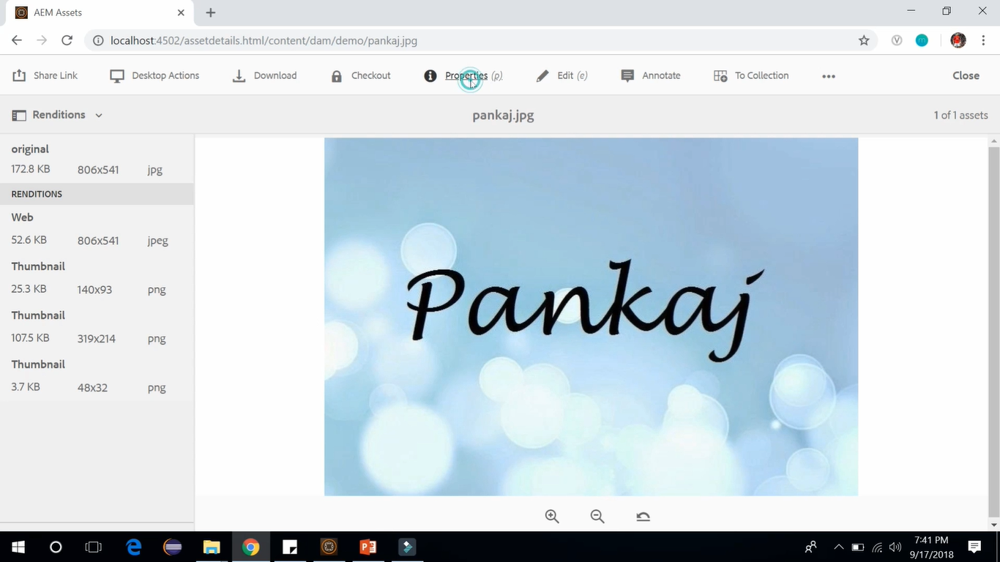 AEM Assets
localhost:4502/assetdetails.html/content/dam/demo/pankaj.jpg
Share Link Desktop Actions Download Checkout Properties (p) Edit (e) Annotate To Collection Close
Renditions pankaj.jpg 1 of 1 assets
original
172.8 KB 806x541 jpg
RENDITIONS
Web
52.6 KB 806x541 jpeg
Thumbnail
25.3 KB 140x93 png
Thumbnail
107.5 KB 319x214 png
Thumbnail
3.7 KB 48x32 png
Pankaj
7:41 PM
9/17/2018